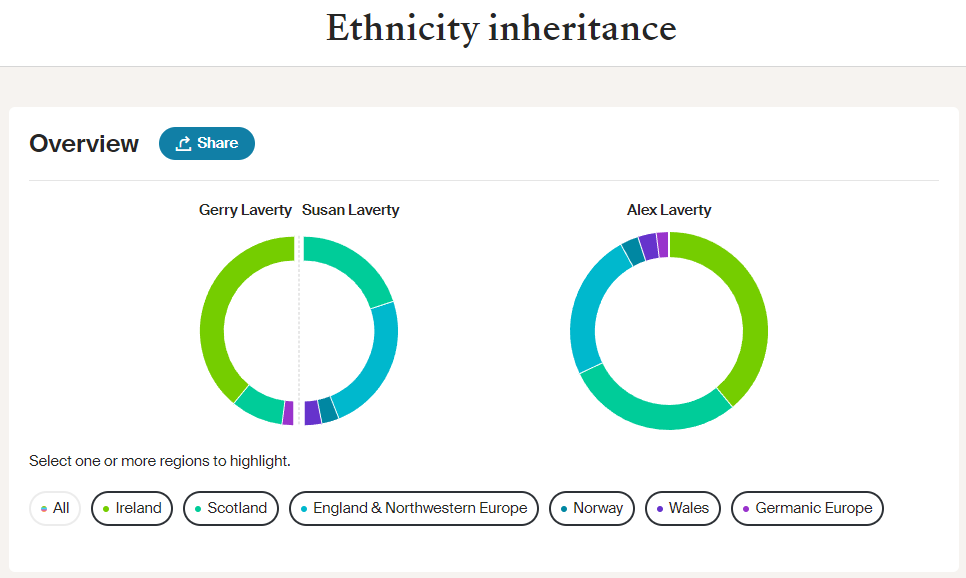 Ethnicity inheritance
Overview
Share
Gerry Laverty Susan Laverty
Alex Laverty
Select one or more regions to highlight.
All Ireland Scotland England & Northwestern Europe Norway Wales Germanic Europe